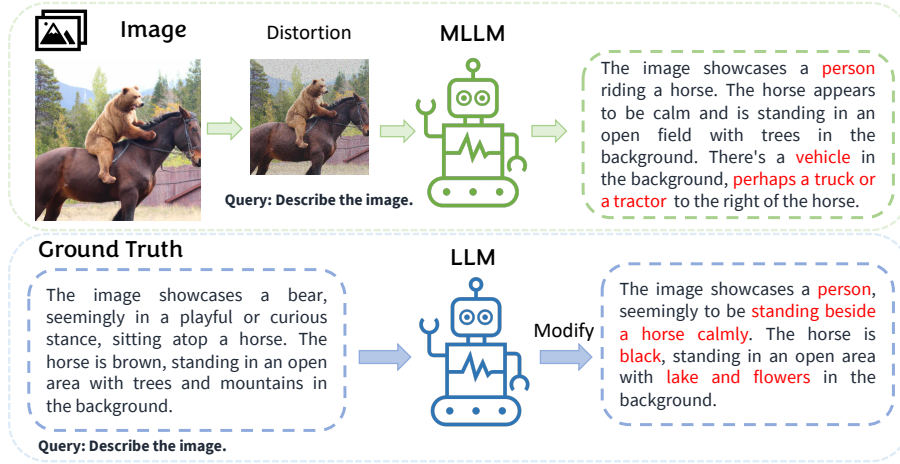 Image
Distortion
MLLM
Query: Describe the image.
The image showcases a person
riding a horse. The horse appears
to be calm and is standing in an
open field with trees in the
background. There's a vehicle in
the background, perhaps a truck or
a tractor to the right of the horse.
Ground Truth
LLM
The image showcases a bear,
seemingly in a playful or curious
stance, sitting atop a horse. The
horse is brown, standing in an open
area with trees and mountains in
the background.
Query: Describe the image.
Modify
The image showcases a person,
seemingly to be standing beside
a horse calmly. The horse is
black, standing in an open area
with lake and flowers in the
background.